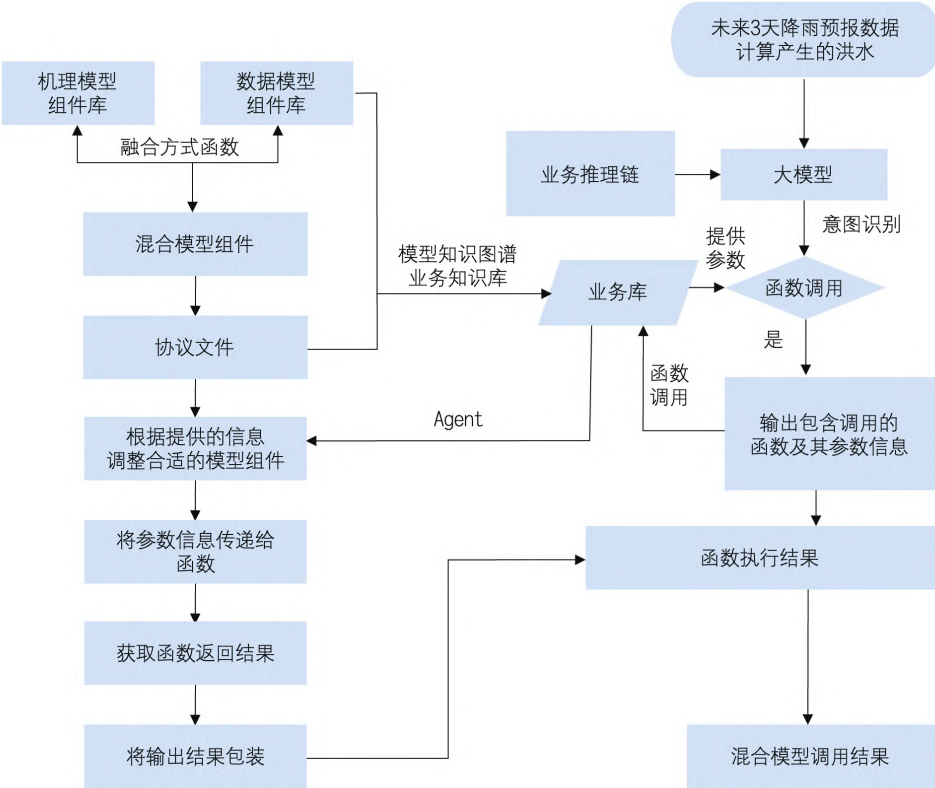 未来3天降雨预报数据
计算产生的洪水
机理模型
组件库
数据模型
组件库
融合方式函数
业务推理链
大模型
混合模型组件
意图识别
提供
参数
模型知识图谱
业务知识库
业务库
函数调用
协议文件
是
函数
调用
Agent
根据提供的信息
调整合适的模型组件
输出包含调用的
函数及其参数信息
将参数信息传递给
函数
函数执行结果
获取函数返回结果
将输出结果包装
混合模型调用结果